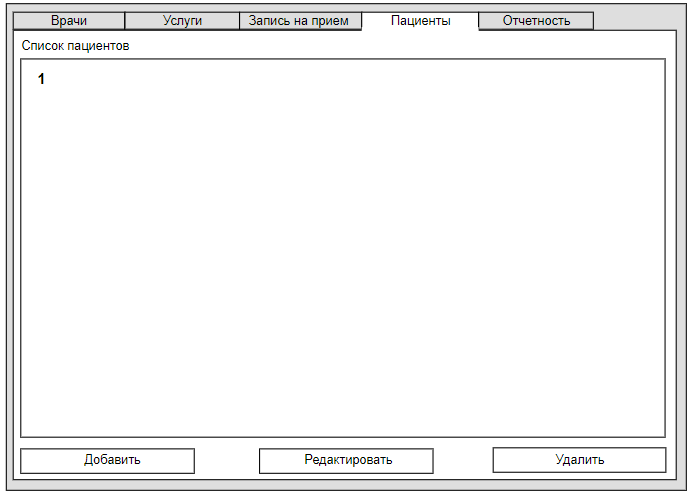 Врачи Услуги Запись на прием Пациенты Отчетность
Список пациентов
1
Добавить Редактировать Удалить